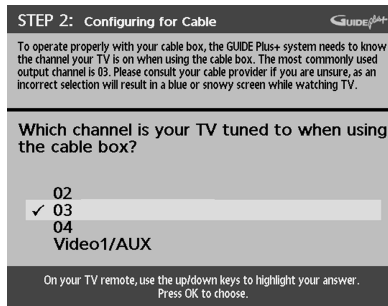 STEP 2: Configuring for Cable
GUIDE Plus+
To operate properly with your cable box, the GUIDE Plus+ system needs to know
the channel your TV is on when using the cable box. The most commonly used
output channel is 03. Please consult your cable provider if you are unsure, as an
incorrect selection will result in a blue or snowy screen while watching TV.
Which channel is your TV tuned to when using
the cable box?
02
✓ 03
04
Video1/AUX
On your TV remote, use the up/down keys to highlight your answer.
Press OK to choose.